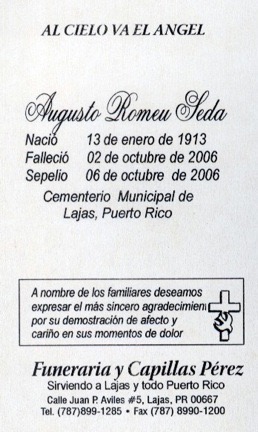 AL CIELO VA EL ANGEL
Augusto Romeu Seda
Nació 13 de enero de 1913
Falleció 02 de octubre de 2006
Sepelio 06 de octubre de 2006
Cementerio Municipal de
Lajas, Puerto Rico
A nombre de los familiares deseamos
expresar el más sincero agradecimien
por su demostración de afecto y
cariño en sus momentos de dolor
Funeraria y Capillas Pérez
Sirviendo a Lajas y todo Puerto Rico
Calle Juan P. Aviles #5, Lajas, PR 00667
Tel. (787)899-1285 • Fax (787) 8990-1200